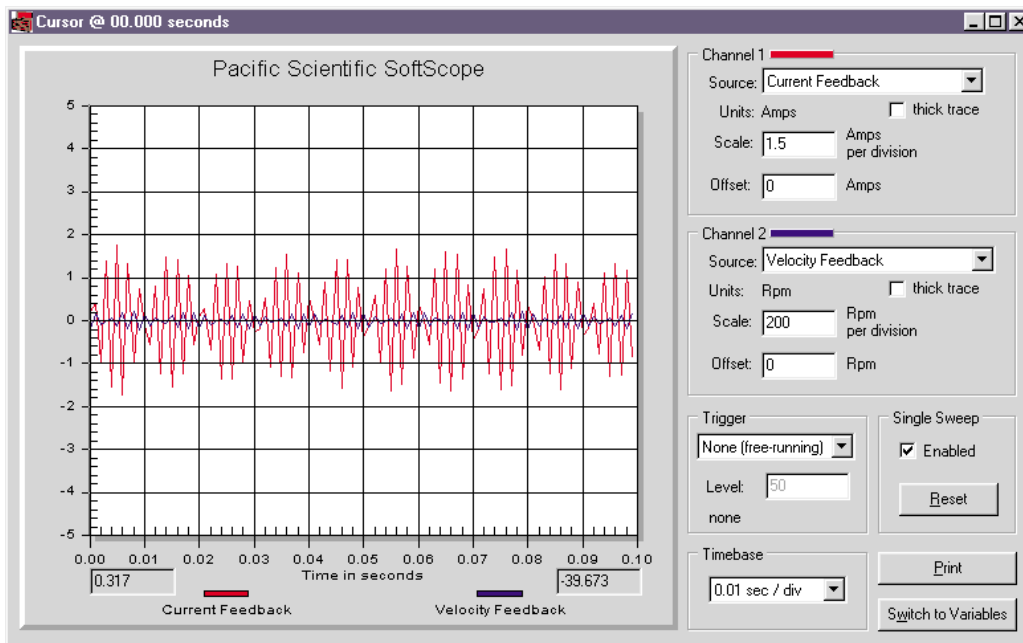 Cursor @ 00.000 seconds
Pacific Scientific SoftScope
5
4
3
2
1
0
-1
-2
-3
-4
-5
0.00 0.01 0.02 0.03 0.04 0.05 0.06 0.07 0.08 0.09 0.10
Time in seconds
0.317
-39.673
Current Feedback
Velocity Feedback
Channel 1
Source: Current Feedback
Units: Amps
thick trace
Scale: 1.5 Amps per division
Offset: 0 Amps
Channel 2
Source: Velocity Feedback
Units: Rpm
thick trace
Scale: 200 Rpm per division
Offset: 0 Rpm
Trigger
None (free-running)
Level: 50
none
Single Sweep
Enabled
Reset
Timebase
0.01 sec / div
Print
Switch to Variables